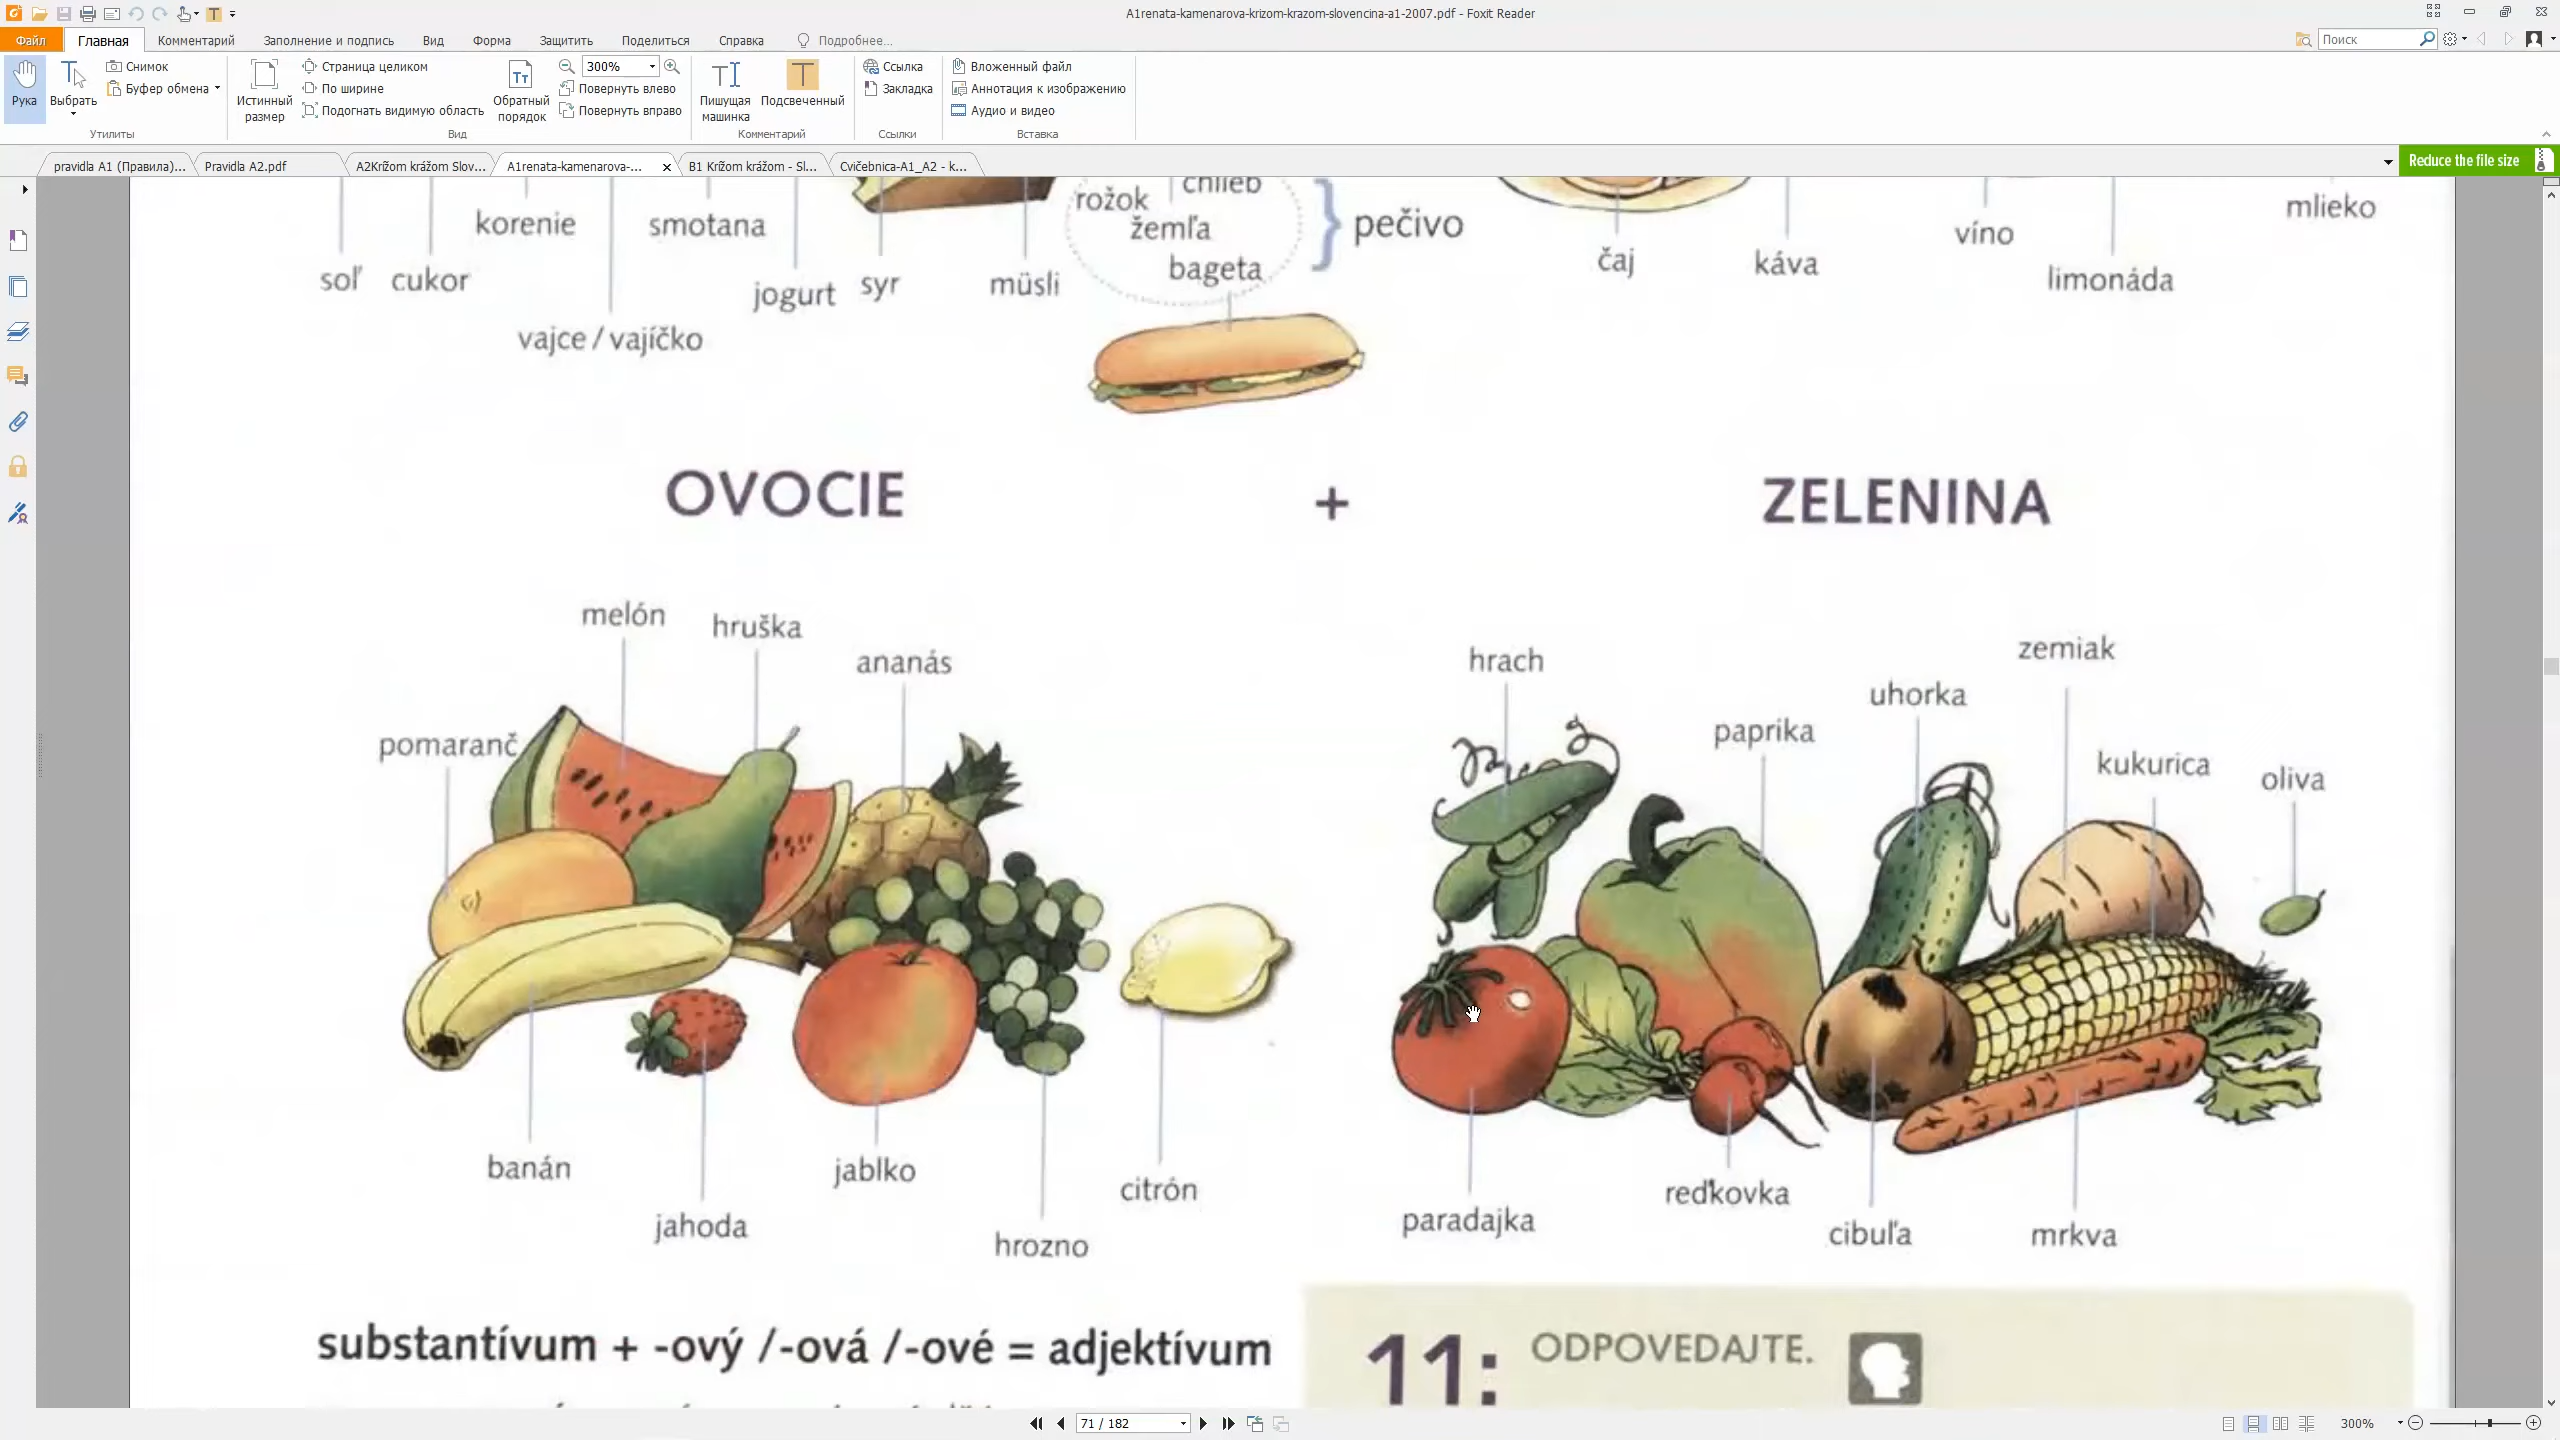 A1renata-kamenarova-krizom-krazom-slovencina-a1-2007.pdf - Foxit Reader
Файл Главная Комментарий Заполнение и подпись Вид Форма Защитить Поделиться Справка Подробнее... Поиск
Рука
Выбрать
Снимок
Буфер обмена
Утилиты
Истинный размер
Страница целиком
По ширине
Подогнать видимую область
Обратный порядок
300%
Повернуть влево
Повернуть вправо
Вид
Пишущая машинка
Подсвеченный
Комментарий
Ссылка
Закладка
Ссылки
Вложенный файл
Аннотация к изображению
Аудио и видео
Вставка
pravidla A1 (Правила)... Pravidla A2.pdf A2Krížom krážom Slov... A1renata-kamenarova-... B1 Krížom krážom - Sl... Cvičebnica-A1_A2 - k... Reduce the file size
chlieb
rožok
žemľa
bageta
pečivo
korenie
smotana
soľ
cukor
jogurt
syr
müsli
vajce / vajíčko
čaj
káva
víno
limonáda
mlieko
OVOCIE + ZELENINA
melón
hruška
ananás
pomaranč
banán
jahoda
jablko
hrozno
citrón
hrach
paprika
uhorka
zemiak
kukurica
oliva
paradajka
reďkovka
cibuľa
mrkva
substantívum + -ový /-ová /-ové = adjektívum
11: ODPOVEDAJTE.
71 / 182
300%